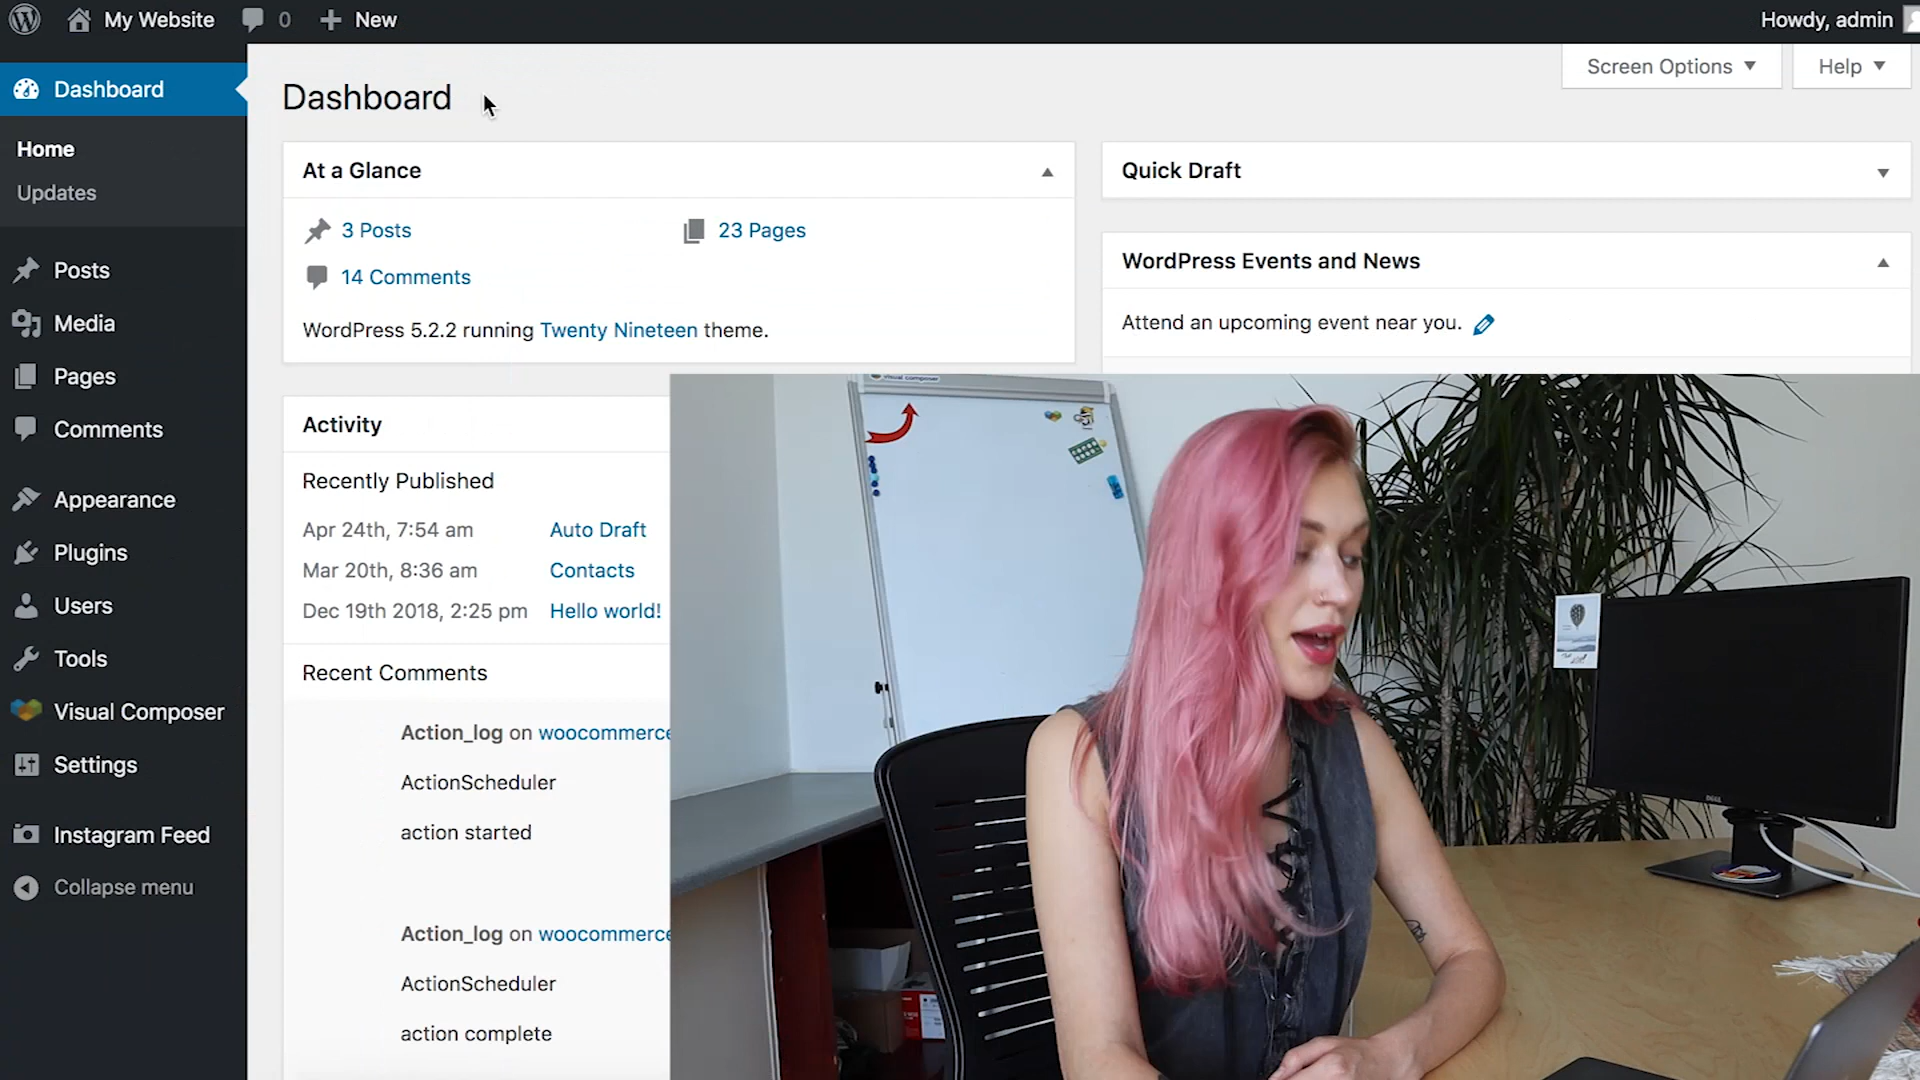 My Website
0
New
Howdy, admin
Dashboard
Home
Updates
Posts
Media
Pages
Comments
Appearance
Plugins
Users
Tools
Visual Composer
Settings
Instagram Feed
Collapse menu
Screen Options
Help
Dashboard
At a Glance
3 Posts
23 Pages
14 Comments
WordPress 5.2.2 running Twenty Nineteen theme.
Quick Draft
WordPress Events and News
Attend an upcoming event near you.
Activity
Recently Published
Apr 24th, 7:54 am Auto Draft
Mar 20th, 8:36 am Contacts
Dec 19th 2018, 2:25 pm Hello world!
Recent Comments
Action_log on woocommerce
ActionScheduler
action started
Action_log on woocommerce
ActionScheduler
action complete
visual composer
DELL